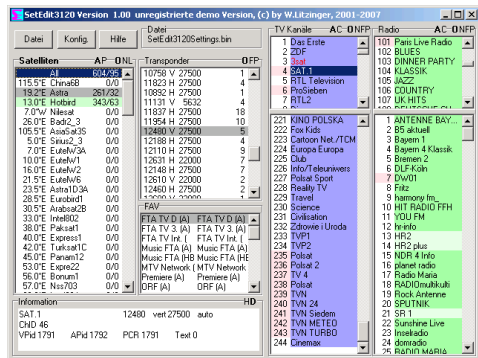 SetEdit3120 Version 1.00 unregistrierte demo Version, (c) by W.Litzinger, 2001-2007
Datei Konfig. Hilfe
Datei
SetEdit3120Settings.bin
Satelliten AP ONL
All 604/95
115.5°E China6B 0/0
19.2°E Astra 261/32
13.0°E Hotbird 343/63
7.0°W Nilesat 0/0
26.0°E Badr2_3 0/0
105.5°E AsiaSat3S 0/0
5.0°E Sirius2_3 0/0
7.0°E EutelW3A 0/0
10.0°E EutelW1 0/0
16.0°E EutelW2 0/0
21.5°E EutelW6 0/0
23.5°E Astra1D3A 0/0
28.5°E Eurobird1 0/0
30.5°E Arabsat2B 0/0
33.0°E Intel802 0/0
38.0°E Paksat1 0/0
40.0°E Express1 0/0
42.0°E Turksat1C 0/0
45.0°E Panam12 0/0
53.0°E Expre22 0/0
56.0°E Bonum1 0/0
57.0°E Nss703 0/0
Transponder 0FP
10758 V 27500 4
11823 H 27500 4
10892 H 27500 1
11131 V 5632 4
11837 H 27500 18
11954 H 27500 10
12480 V 27500 5
12188 H 27500 4
12110 H 27500 9
12631 H 22000 7
12148 H 27500 7
12610 V 22000 2
12460 H 27500 2
FAV
FTA TV D (A) FTA TV D (A)
FTA TV 3. (A) FTA TV 3. (A)
FTA TV Int. ( FTA TV Int. (
Music FTA (A) Music FTA (A)
Music FTA (HB Music FTA (HB
MTV Network ( MTV Network (
Premiere (A) Premiere (A)
ORF (A) ORF (A)
Information HD
SAT.1 12480 vert 27500 auto
ChID 46
VPid 1791 APid 1792 PCR 1791 Text 0
TV Kanäle AC ONFP
1 Das Erste
2 ZDF
3 3sat
4 SAT.1
5 RTL Television
6 ProSieben
7 RTL2
221 KINO POLSKA
222 Fox Kids
223 Cartoon Net./TCM
224 Europa Europa
225 Club
226 Info/Teleuniwers
227 Polsat Sport
228 Reality TV
229 Travel
230 Science
231 Civilisation
232 Zdrowie i Uroda
233 TVP1
234 TVP2
235 Polsat
236 Polsat 2
237 TV 4
238 Polsat
239 TVN
240 TVN 24
241 TVN Siedem
242 TVN METEO
243 TVN TURBO
244 Cinemax
Radio AC ONFP
101 Paris Live Radio
102 BLUES
103 DINNER PARTY
104 KLASSIK
105 JAZZ
106 COUNTRY
107 UK HITS
1 ANTENNE BAY...
2 B5 aktuell
3 Bayern 1
4 Bayern 4 Klassik
5 Bremen 2
6 DLF-Köln
7 DW01
8 Fritz
9 harmony fm_
10 HIT RADIO FFH
11 YOU FM
12 hr-info
13 HR2
14 HR2 plus
15 NDR 4 Info
16 planet radio
17 Radio Maria
18 RADIOmultikulti
19 Rock Antenne
20 SPUTNIK
21 SR 1
22 Sunshine Live
23 Inselradio
24 domradio
25 RADIO MARIA